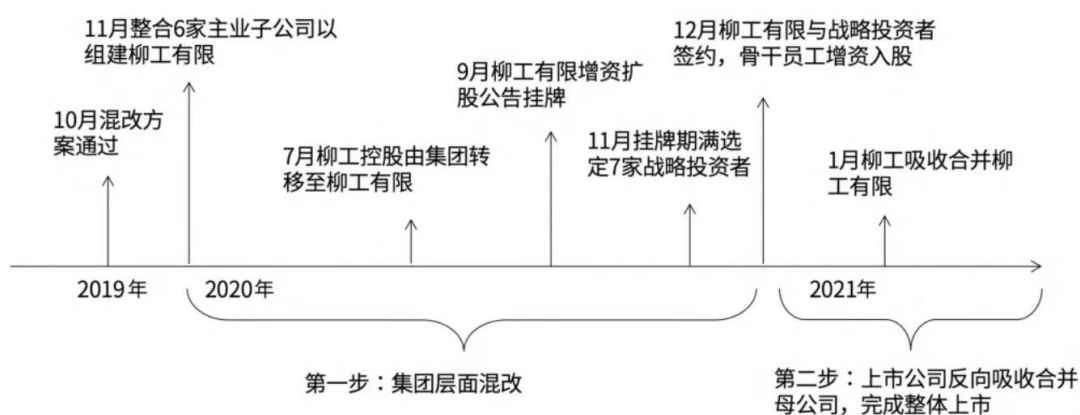 11月整合6家主业子公司以
组建柳工有限
10月混改方
案通过
7月柳工控股由集团转
移至柳工有限
9月柳工有限增资扩
股公告挂牌
11月挂牌期满选
定7家战略投资者
12月柳工有限与战略投资者
签约，骨干员工增资入股
1月柳工吸收合并柳
工有限
2019年
2020年
2021年
第一步：集团层面混改
第二步：上市公司反向吸收合并
母公司，完成整体上市